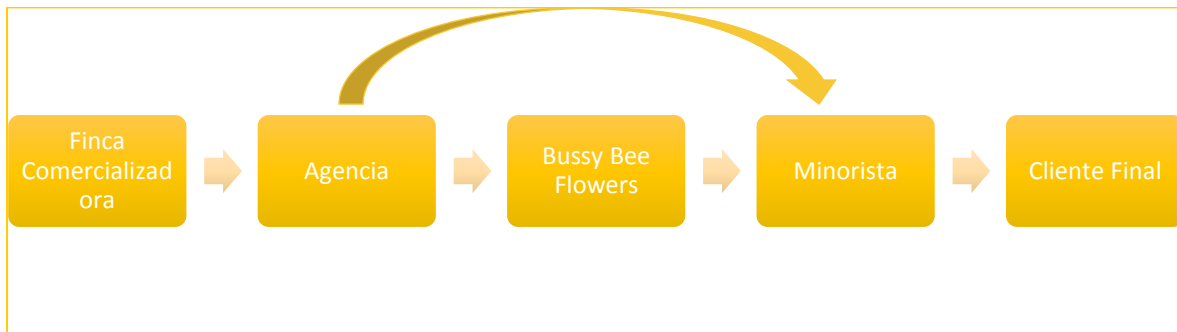 Finca
Comercializad
ora
Agencia
Bussy Bee
Flowers
Minorista
Cliente Final